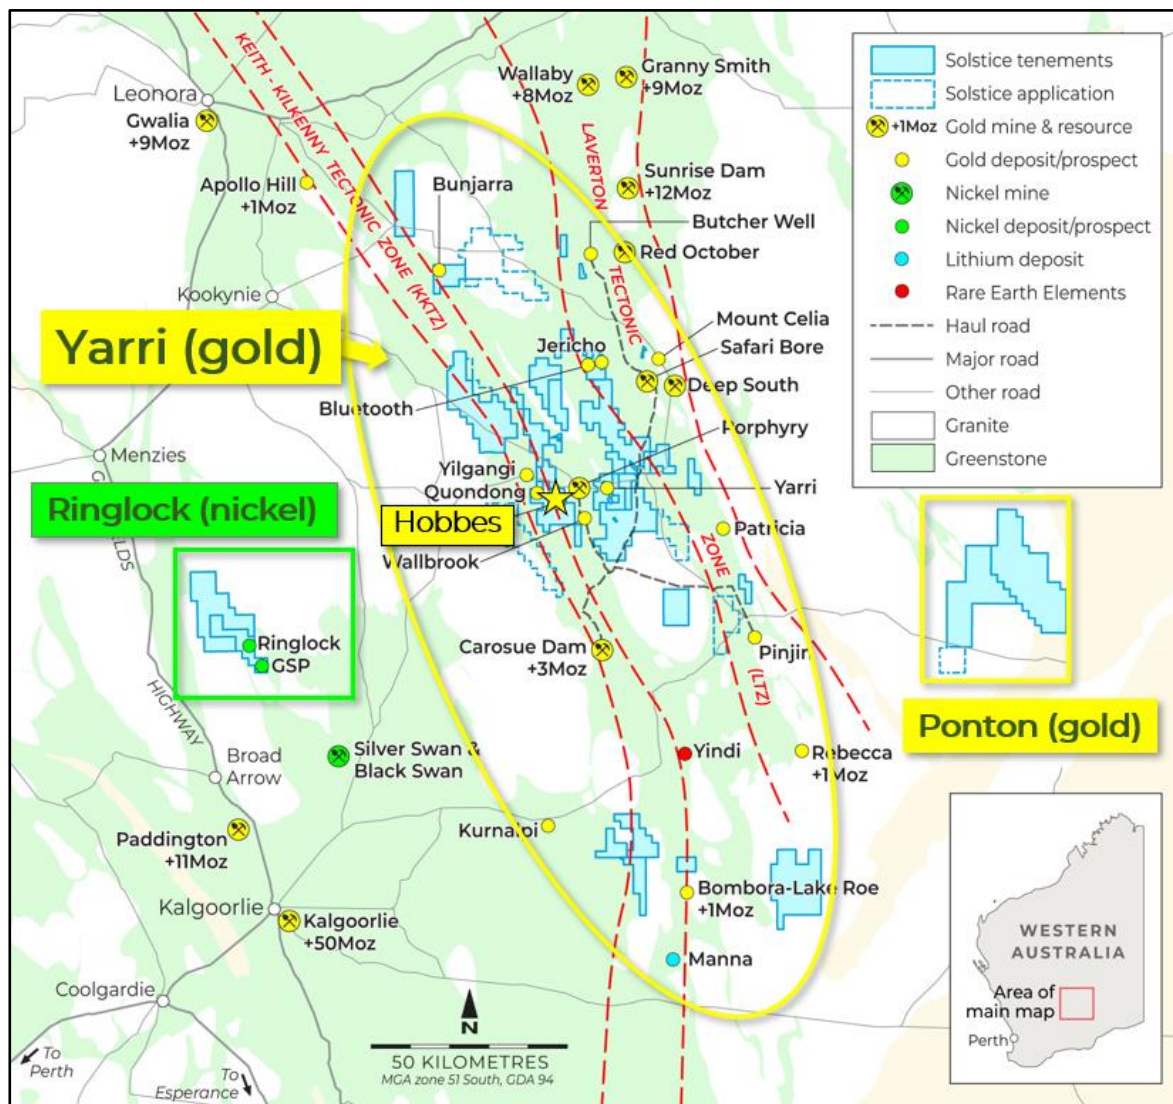 KEITH - KILKENNY TECTONIC ZONE (KKTZ)
LAVERTON
TECTONIC
ZONE
(LTZ)
Leonora
Gwalia
+9Moz
Apollo Hill
+1Moz
Kookynie
Wallaby
+8Moz
Granny Smith
+9Moz
Sunrise Dam
+12Moz
Bunjarra
Butcher Well
Red October
Yarri (gold)
Mount Celia
Jericho
Safari Bore
Deep South
Bluetooth
Porphyry
Menzies
Yilgangi
Quondong
Yarri
Ringlock (nickel)
Hobbes
Patricia
Wallbrook
GOLDFIELDS
HIGHWAY
Ringlock
GSP
Carosue Dam
+3Moz
Pinjin
Ponton (gold)
Broad
Arrow
Silver Swan &
Black Swan
Yindi
Rebecca
+1Moz
Paddington
+11Moz
Kurnalpi
Kalgoorlie
Kalgoorlie
+50Moz
Bombora-Lake Roe
+1Moz
Manna
Coolgardie
To
Perth
To
Esperance
N
50 KILOMETRES
MGA zone 51 South, GDA 94
Solstice tenements
Solstice application
+1Moz Gold mine & resource
Gold deposit/prospect
Nickel mine
Nickel deposit/prospect
Lithium deposit
Rare Earth Elements
Haul road
Major road
Other road
Granite
Greenstone
WESTERN
AUSTRALIA
Area of
main map
Perth